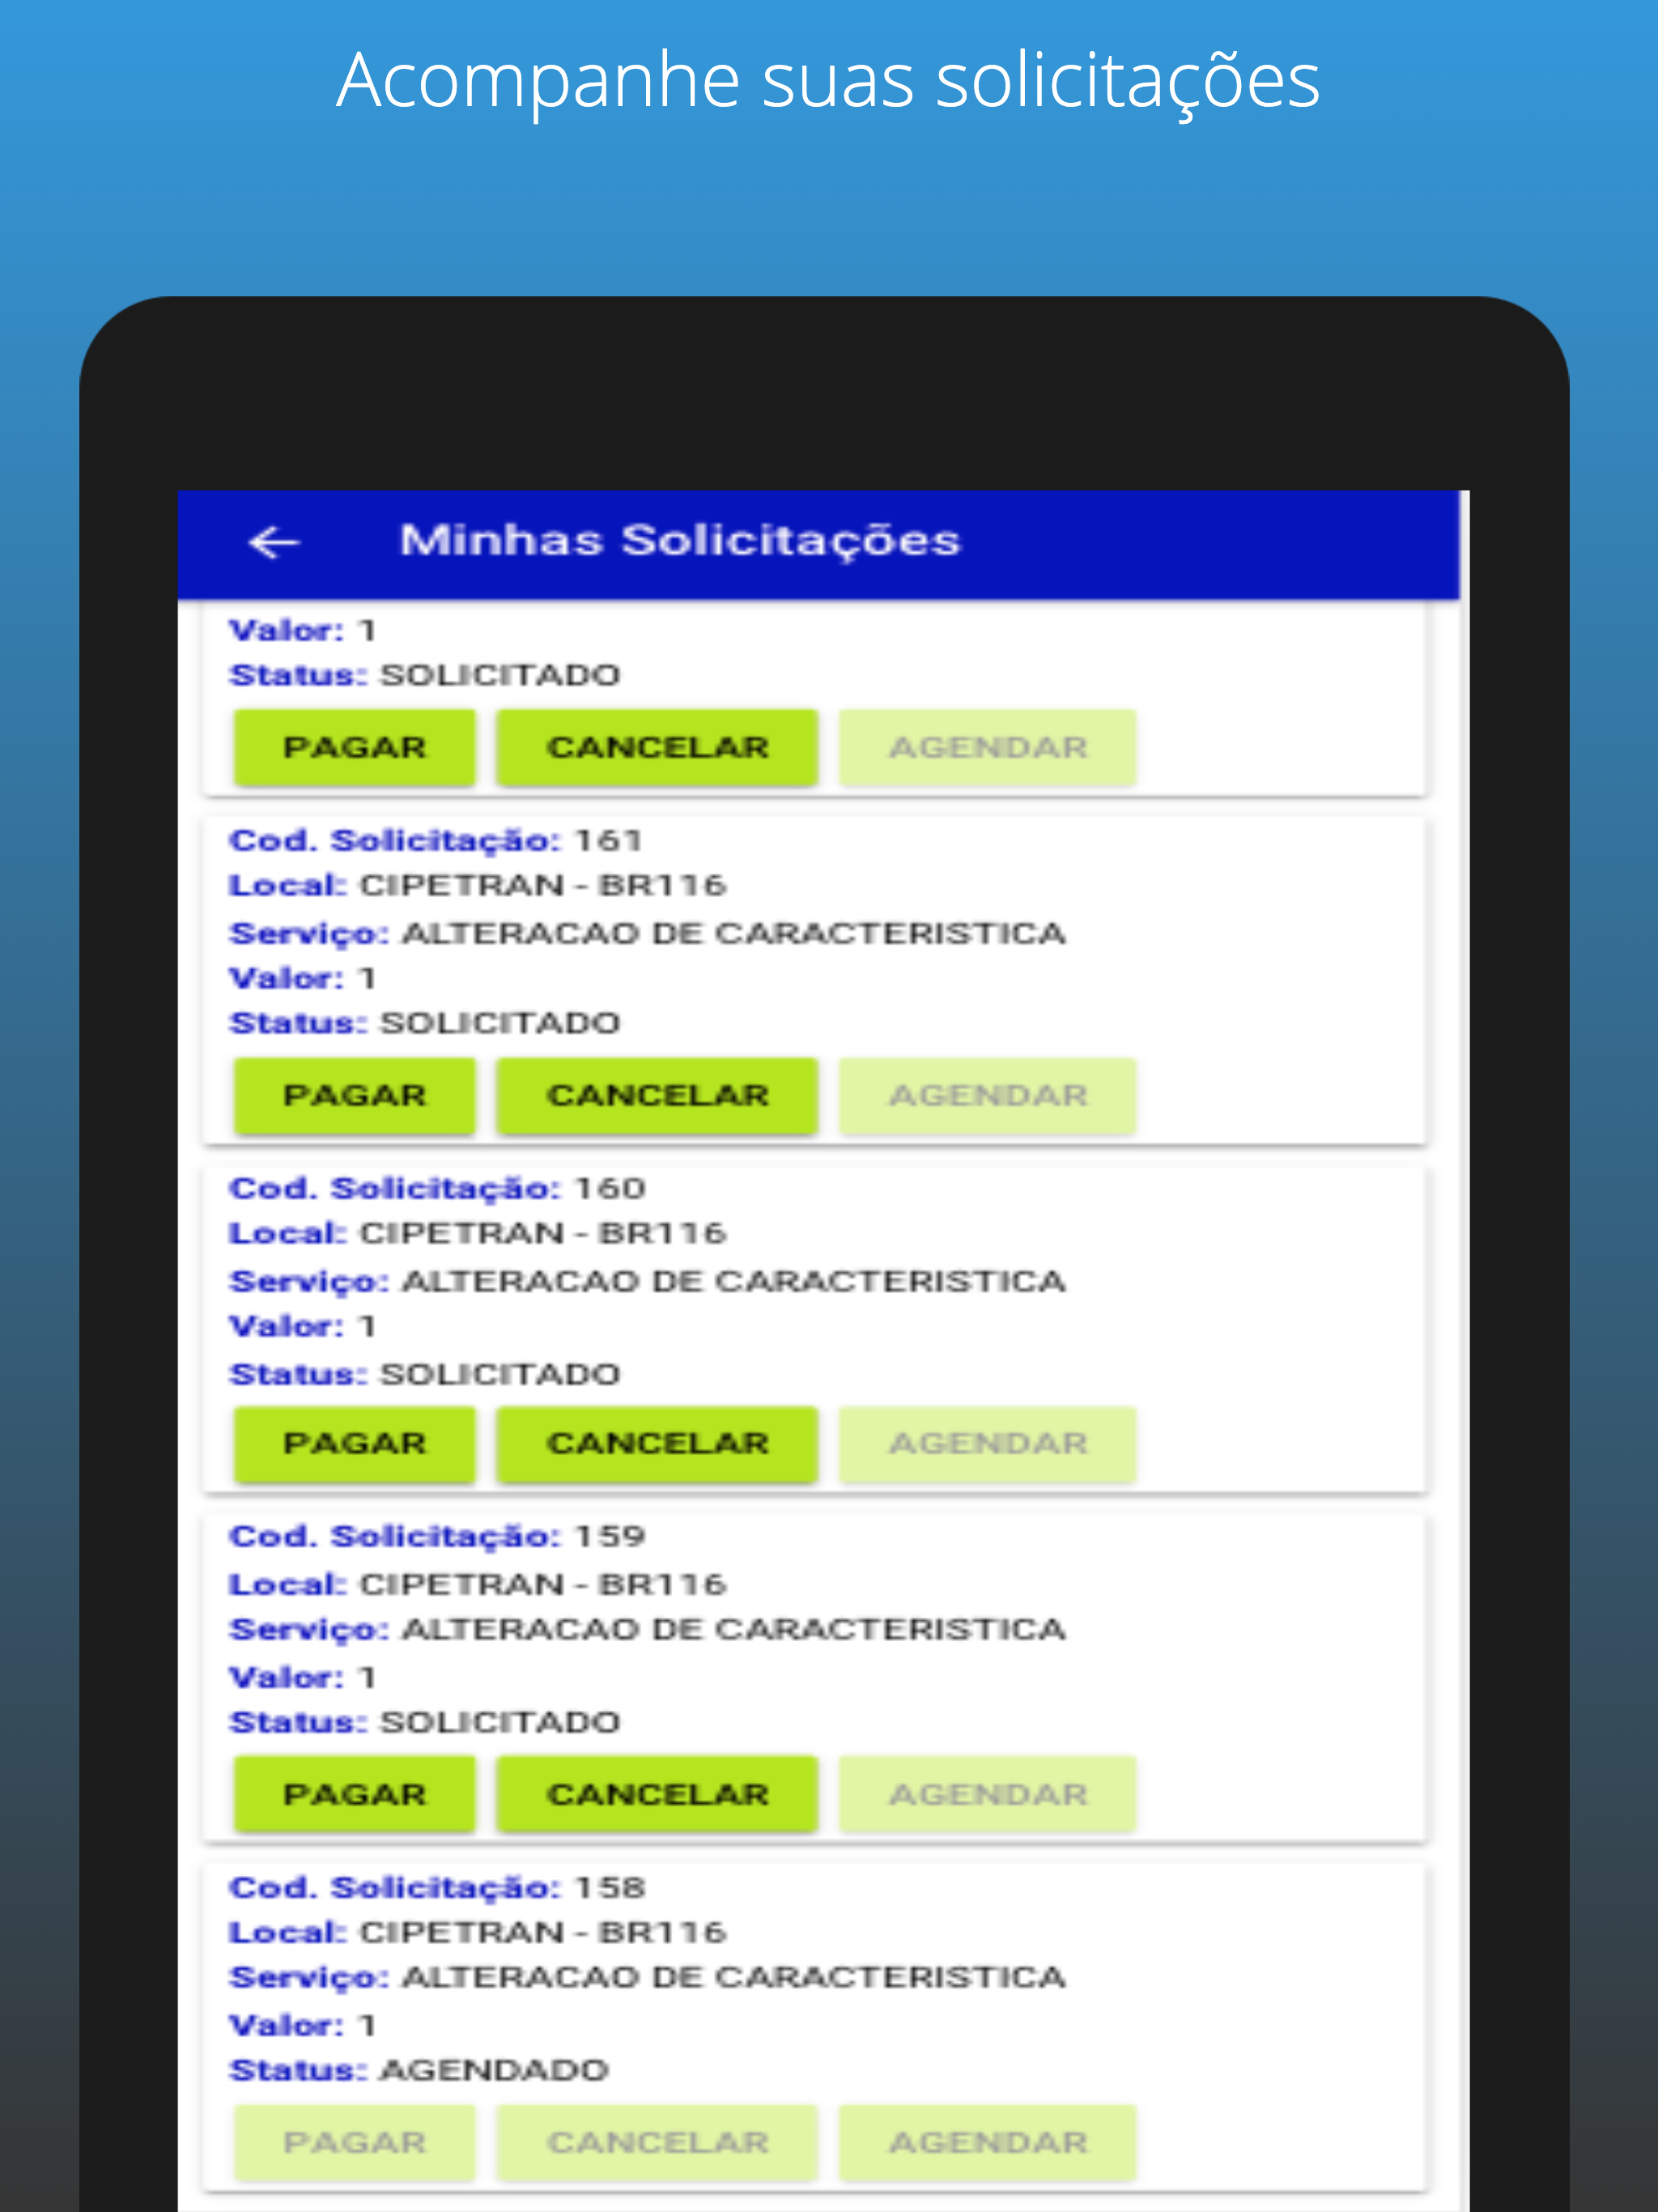 Acompanhe suas solicitações
Minhas Solicitações
Valor: 1
Status: SOLICITADO
PAGAR CANCELAR AGENDAR
Cod. Solicitação: 161
Local: CIPETRAN - BR116
Serviço: ALTERACAO DE CARACTERISTICA
Valor: 1
Status: SOLICITADO
PAGAR CANCELAR AGENDAR
Cod. Solicitação: 160
Local: CIPETRAN - BR116
Serviço: ALTERACAO DE CARACTERISTICA
Valor: 1
Status: SOLICITADO
PAGAR CANCELAR AGENDAR
Cod. Solicitação: 159
Local: CIPETRAN - BR116
Serviço: ALTERACAO DE CARACTERISTICA
Valor: 1
Status: SOLICITADO
PAGAR CANCELAR AGENDAR
Cod. Solicitação: 158
Local: CIPETRAN - BR116
Serviço: ALTERACAO DE CARACTERISTICA
Valor: 1
Status: AGENDADO
PAGAR CANCELAR AGENDAR